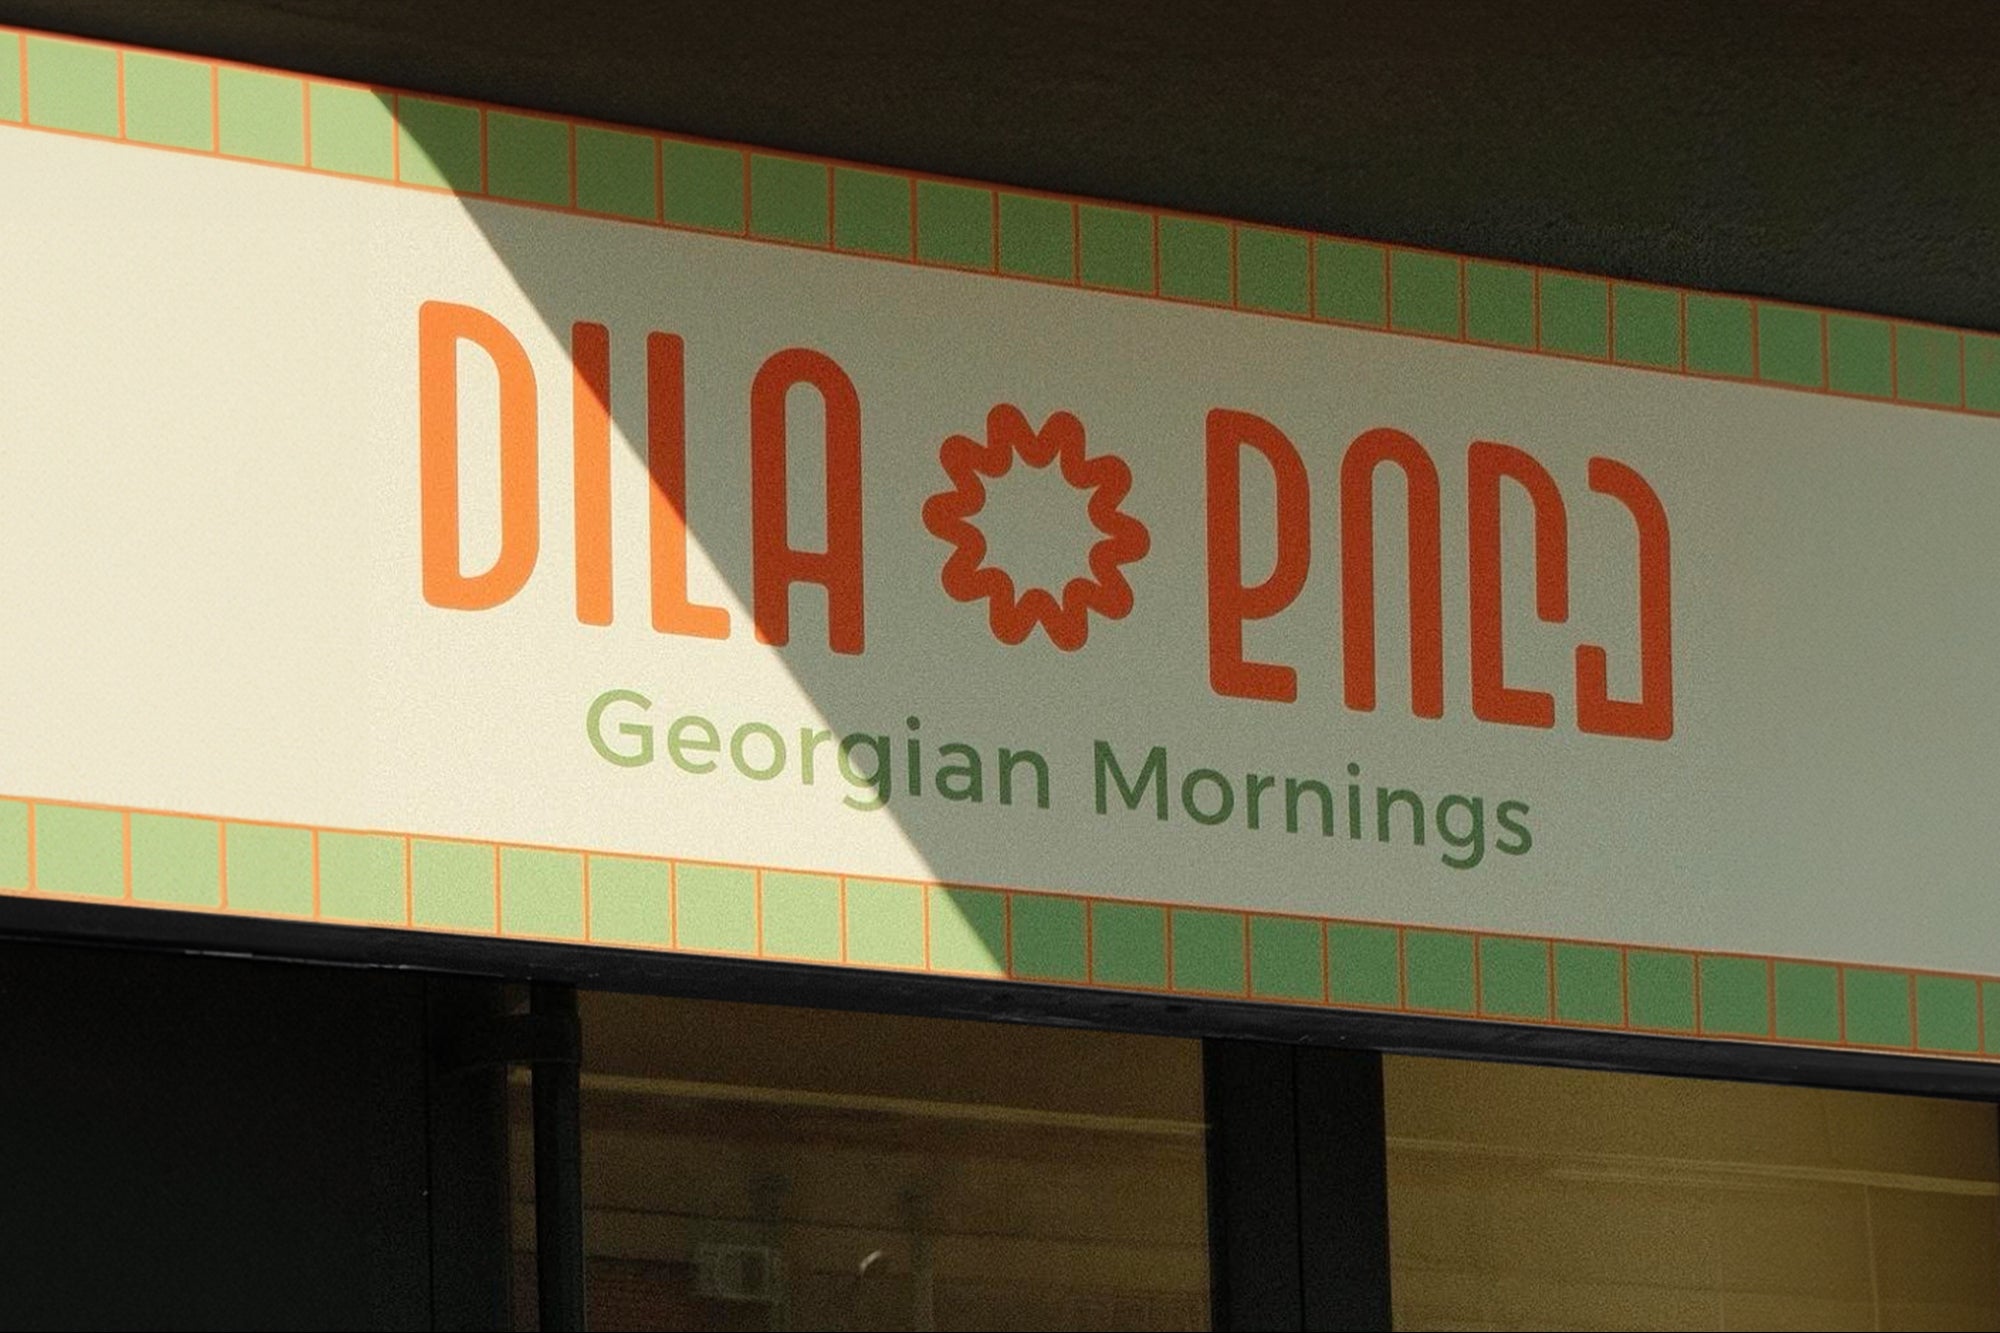 DILA დილა
Georgian Mornings